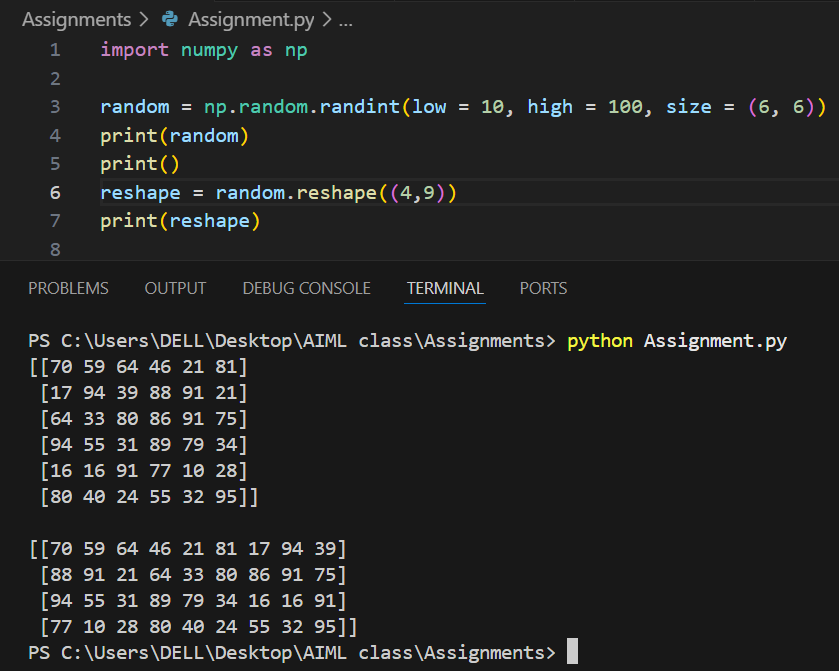 Assignments > Assignment.py > ...
1 import numpy as np
2
3 random = np.random.randint(low = 10, high = 100, size = (6, 6))
4 print(random)
5 print()
6 reshape = random.reshape((4,9))
7 print(reshape)
8
PROBLEMS OUTPUT DEBUG CONSOLE TERMINAL PORTS
PS C:\Users\DELL\Desktop\AIML class\Assignments> python Assignment.py
[[70 59 64 46 21 81]
[17 94 39 88 91 21]
[64 33 80 86 91 75]
[94 55 31 89 79 34]
[16 16 91 77 10 28]
[80 40 24 55 32 95]]
[[70 59 64 46 21 81 17 94 39]
[88 91 21 64 33 80 86 91 75]
[94 55 31 89 79 34 16 16 91]
[77 10 28 80 40 24 55 32 95]]
PS C:\Users\DELL\Desktop\AIML class\Assignments>